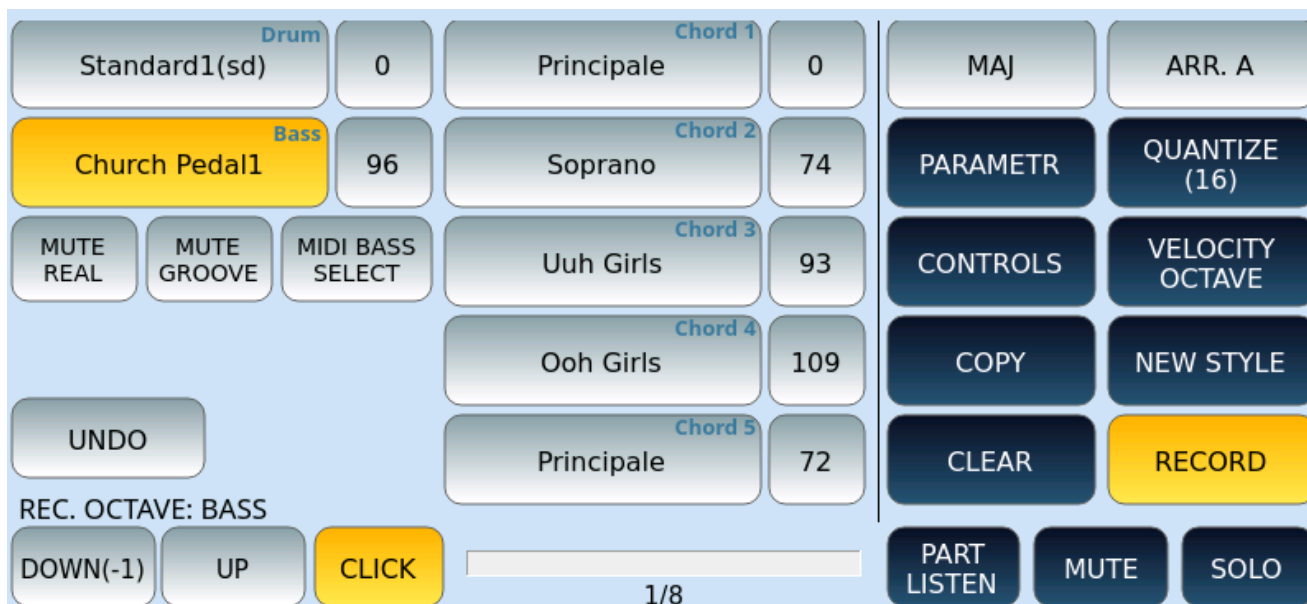 Drum
Standard1(sd)
0
Chord 1
Principale
0
MAJ
ARR. A
Bass
Church Pedal1
96
Chord 2
Soprano
74
PARAMETR
QUANTIZE
(16)
MUTE
REAL
MUTE
GROOVE
MIDI BASS
SELECT
Chord 3
Uuh Girls
93
CONTROLS
VELOCITY
OCTAVE
Chord 4
Ooh Girls
109
COPY
NEW STYLE
UNDO
Chord 5
Principale
72
CLEAR
RECORD
REC. OCTAVE: BASS
DOWN(-1)
UP
CLICK
1/8
PART
LISTEN
MUTE
SOLO